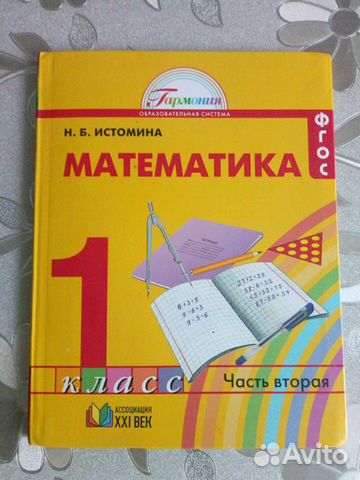 Гармония
ОБРАЗОВАТЕЛЬНАЯ СИСТЕМА
Н. Б. ИСТОМИНА
ФГОС
МАТЕМАТИКА
1
класс
Часть вторая
АССОЦИАЦИЯ
XXI ВЕК
Avito